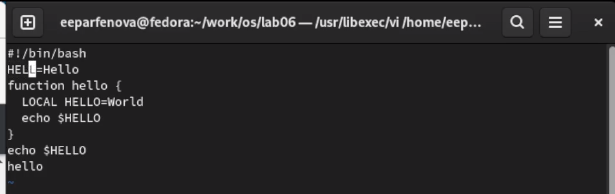 eeparfenova@fedora:~/work/os/lab06 — /usr/libexec/vi /home/eep...
#!/bin/bash
HELL=Hello
function hello {
  LOCAL HELLO=World
  echo $HELLO
}
echo $HELLO
hello
~